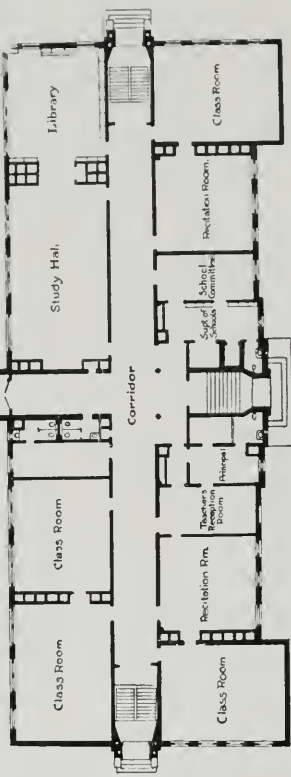 Library
Study Hall
Class Room
Recitation Room.
School
Committee
Supt of
Schools
Corridor
Principal
Teachers
Reception
Room
Class Room
Recitation Rm.
Class Room
Class Room